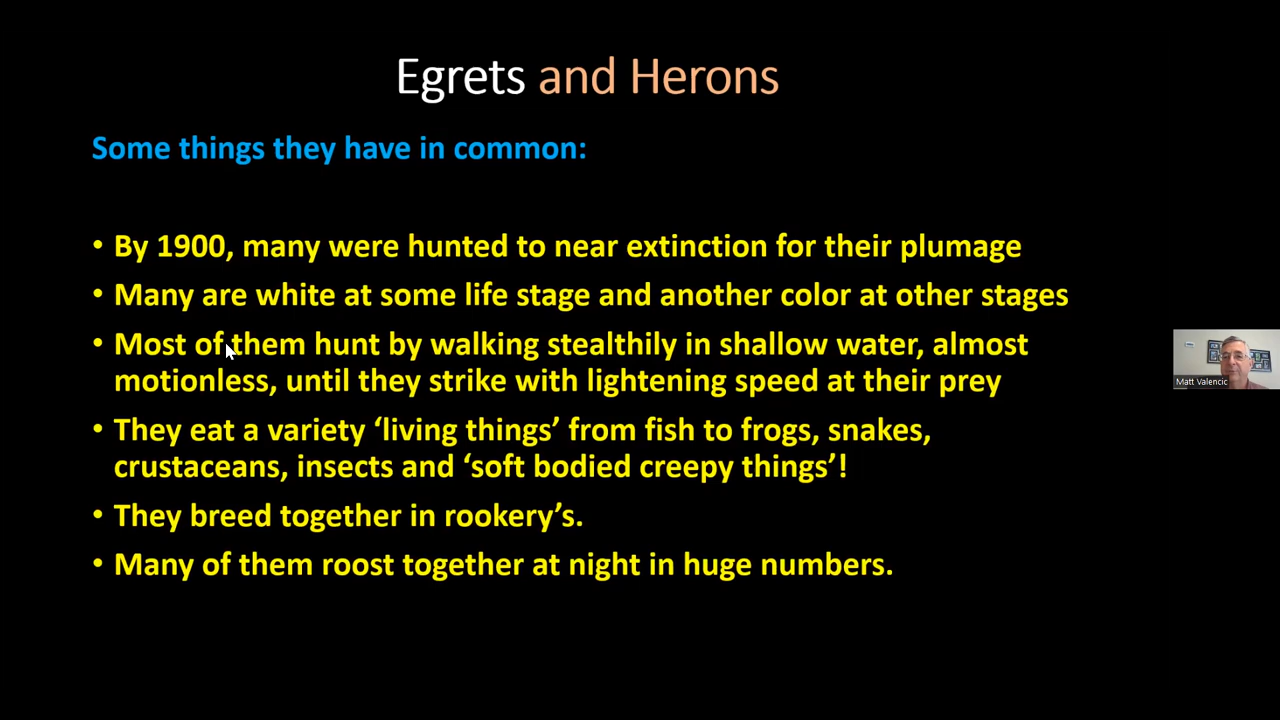 Egrets and Herons
Some things they have in common:
• By 1900, many were hunted to near extinction for their plumage
• Many are white at some life stage and another color at other stages
• Most of them hunt by walking stealthily in shallow water, almost
motionless, until they strike with lightening speed at their prey
• They eat a variety ‘living things’ from fish to frogs, snakes,
crustaceans, insects and ‘soft bodied creepy things’!
• They breed together in rookery’s.
• Many of them roost together at night in huge numbers.
Matt Valencic